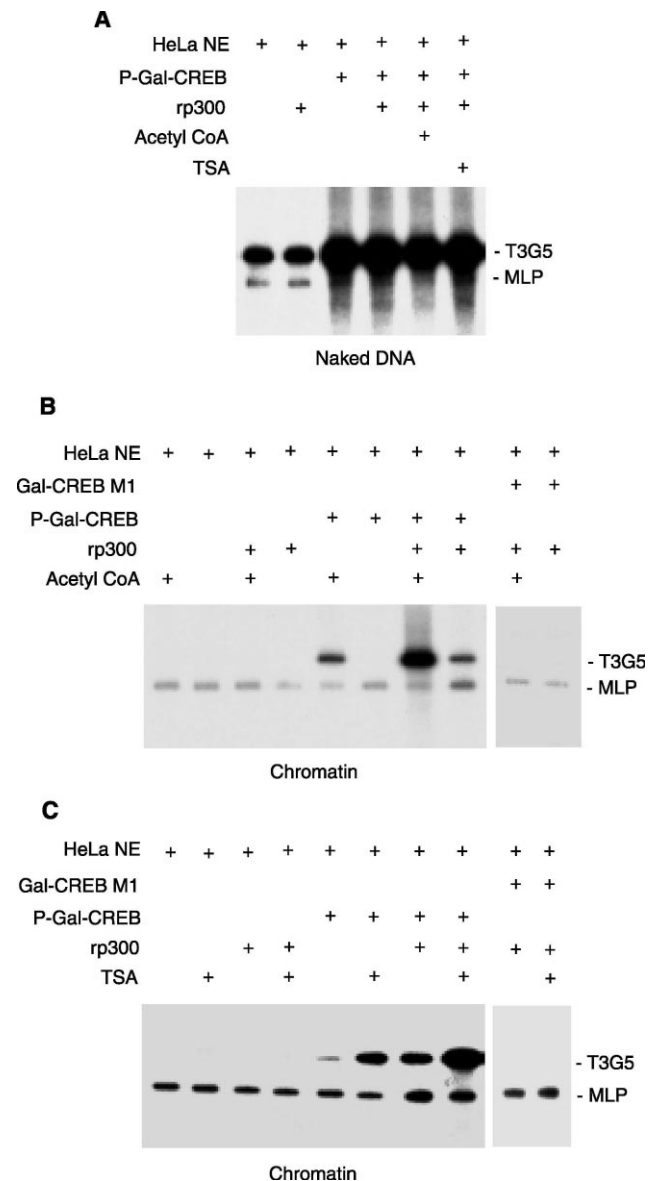 A
HeLa NE + + + + + +
P-Gal-CREB + + + +
rp300 + + + +
Acetyl CoA +
TSA +
- T3G5
- MLP
Naked DNA
B
HeLa NE + + + + + + + + + +
Gal-CREB M1 + +
P-Gal-CREB + + + +
rp300 + + + + + +
Acetyl CoA + + + + +
- T3G5
- MLP
Chromatin
C
HeLa NE + + + + + + + + + +
Gal-CREB M1 + +
P-Gal-CREB + + + +
rp300 + + + + + +
TSA + + + + +
- T3G5
- MLP
Chromatin